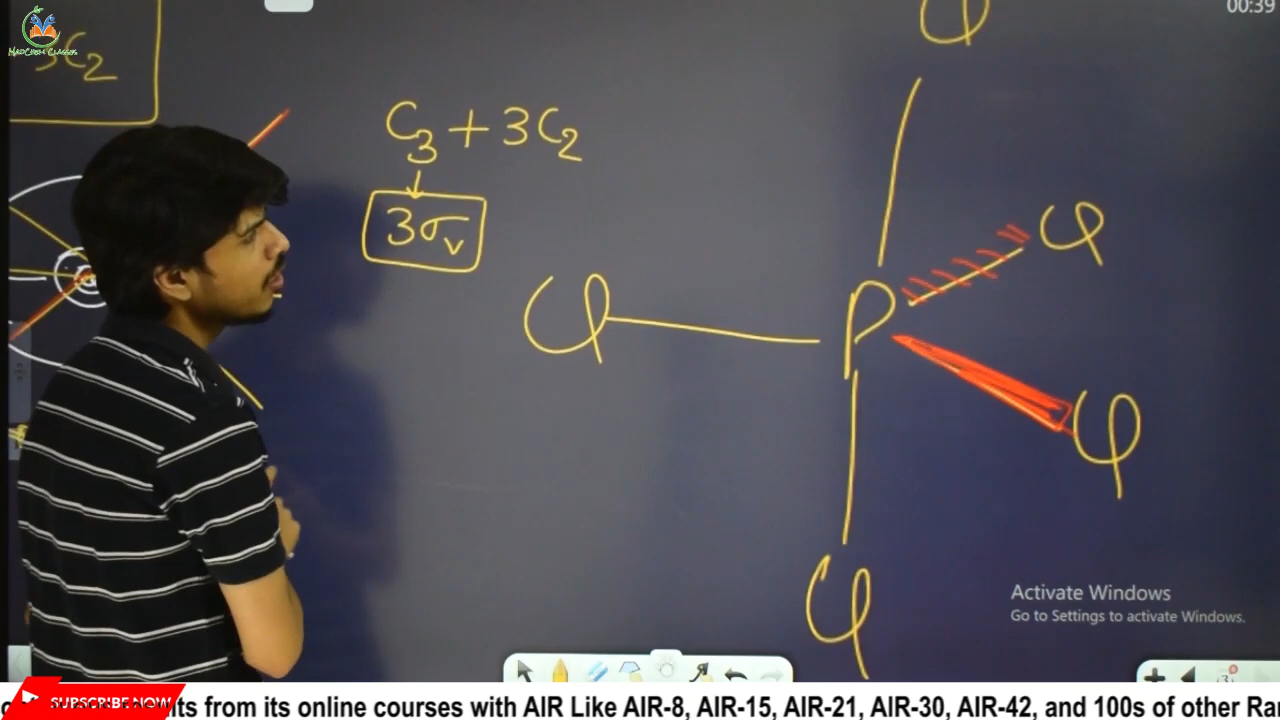 00:39
MadChem Classes
3C2
C3 + 3C2
3σv
Cl
Cl
Cl
P
Cl
Cl
Activate Windows
Go to Settings to activate Windows.
SUBSCRIBE NOW
its from its online courses with AIR Like AIR-8, AIR-15, AIR-21, AIR-30, AIR-42, and 100s of other Ra